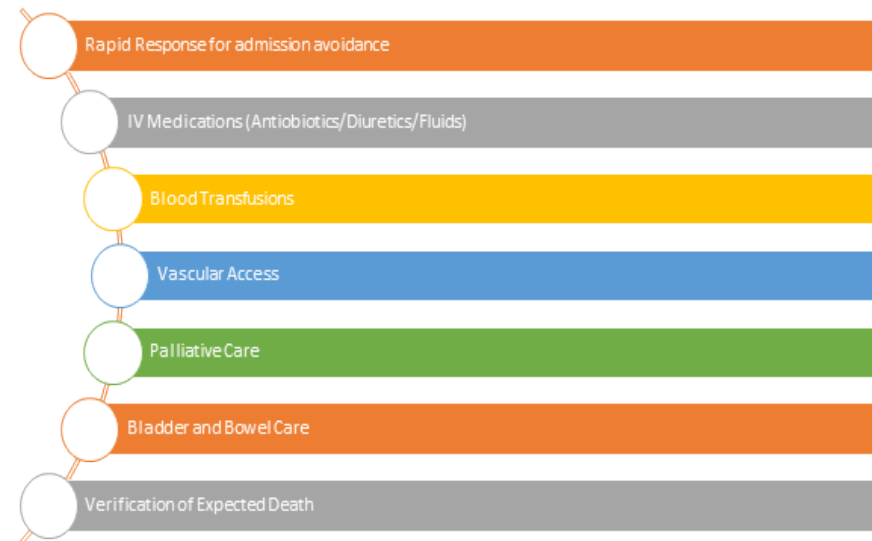 Rapid Response for admission avoidance
IV Medications (Antiobiotics/Diuretics/Fluids)
Blood Transfusions
Vascular Access
Palliative Care
Bladder and Bowel Care
Verification of Expected Death